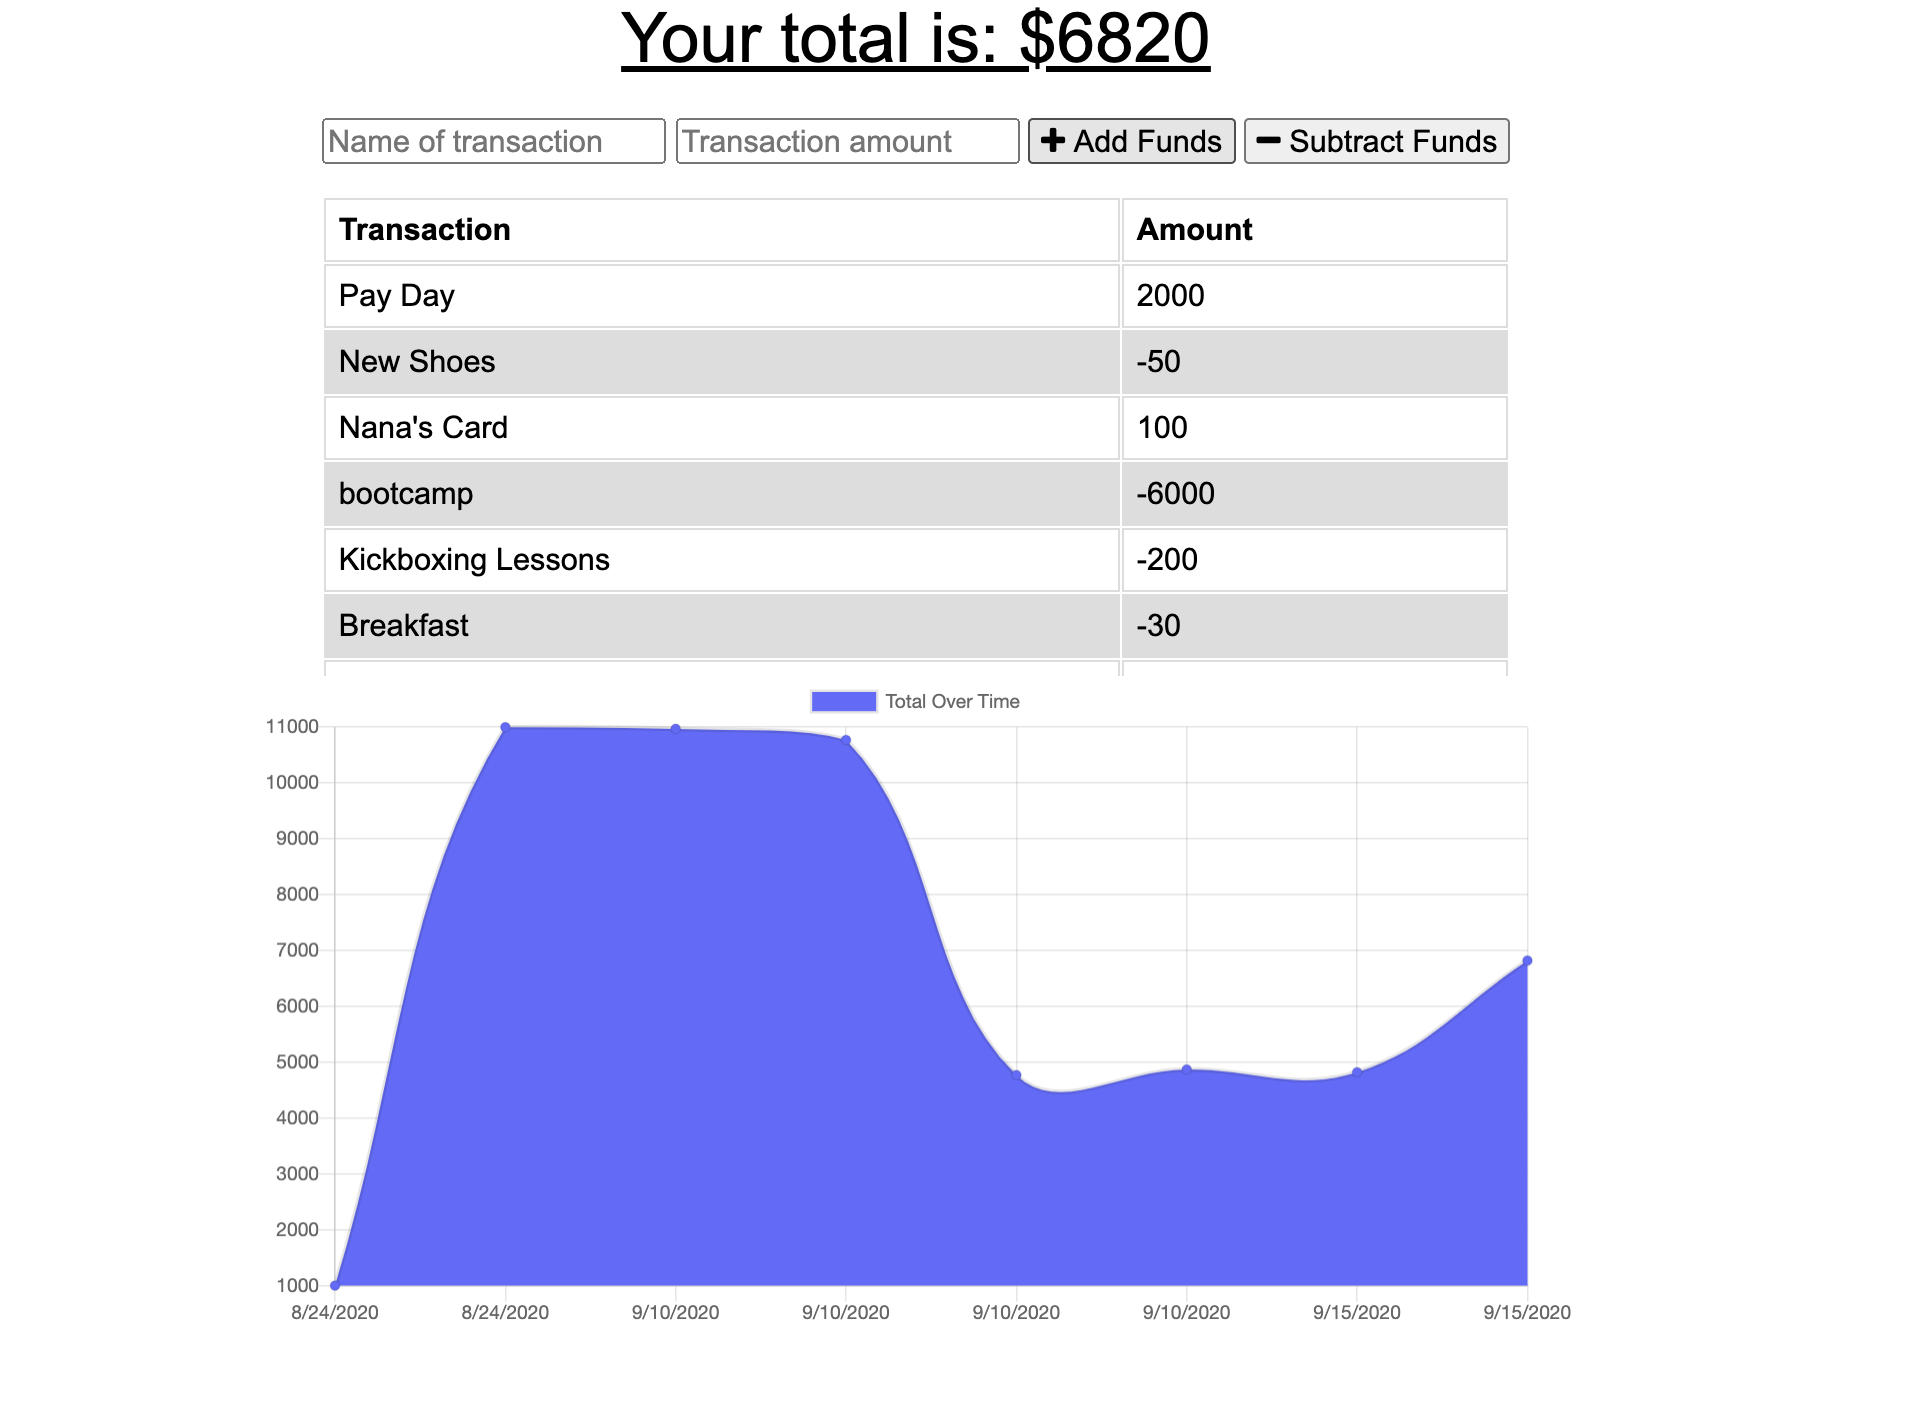 Your total is: $6820
Name of transaction Transaction amount Add Funds Subtract Funds
Transaction Amount
Pay Day 2000
New Shoes -50
Nana's Card 100
bootcamp -6000
Kickboxing Lessons -200
Breakfast -30
Total Over Time
11000
10000
9000
8000
7000
6000
5000
4000
3000
2000
1000
8/24/2020 8/24/2020 9/10/2020 9/10/2020 9/10/2020 9/10/2020 9/15/2020 9/15/2020